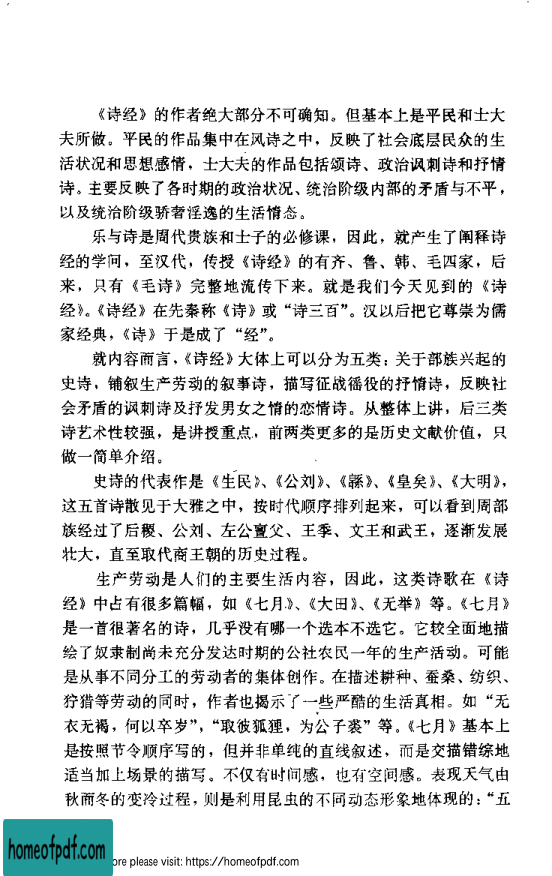 《诗经》的作者绝大部分不可确知。但基本上是平民和士大
夫所做。平民的作品集中在风诗之中，反映了社会底层民众的生
活状况和思想感情，士大夫的作品包括颂诗、政治讽刺诗和抒情
诗。主要反映了各时期的政治状况、统治阶级内部的矛盾与不平，
以及统治阶级骄奢淫逸的生活情态。
乐与诗是周代贵族和士子的必修课，因此，就产生了阐释诗
经的学问，至汉代，传授《诗经》的有齐、鲁、韩、毛四家，后
来，只有《毛诗》完整地流传下来。就是我们今天见到的《诗
经》。《诗经》在先秦称《诗》或“诗三百”。汉以后把它尊崇为儒
家经典，《诗》于是成了“经”。
就内容而言，《诗经》大体上可以分为五类：关于部族兴起的
史诗，铺叙生产劳动的叙事诗，描写征战徭役的抒情诗，反映社
会矛盾的讽刺诗及抒发男女之情的恋情诗。从整体上讲，后三类
诗艺术性较强，是讲授重点，前两类更多的是历史文献价值，只
做一简单介绍。
史诗的代表作是《生民》、《公刘》、《緜》、《皇矣》、《大明》，
这五首诗散见于大雅之中，按时代顺序排列起来，可以看到周部
族经过了后稷、公刘、左公亶父、王季、文王和武王，逐渐发展
壮大，直至取代商王朝的历史过程。
生产劳动是人们的主要生活内容，因此，这类诗歌在《诗
经》中占有很多篇幅，如《七月》、《大田》、《无举》等。《七月》
是一首很著名的诗，几乎没有哪一个选本不选它。它较全面地描
绘了奴隶制尚未充分发达时期的公社农民一年的生产活动。可能
是从事不同分工的劳动者的集体创作。在描述耕种、蚕桑、纺织、
狩猎等劳动的同时，作者也揭示了一些严酷的生活真相。如“无
衣无褐，何以卒岁”，“取彼狐狸，为公子裘”等。《七月》基本上
是按照节令顺序写的，但并非单纯的直线叙述，而是交描错综地
适当加上场景的描写。不仅有时间感，也有空间感。表现天气由
秋而冬的变冷过程，则是利用昆虫的不同动态形象地体现的：“五
homeofpdf.com
ore please visit: https://homeofpdf.com